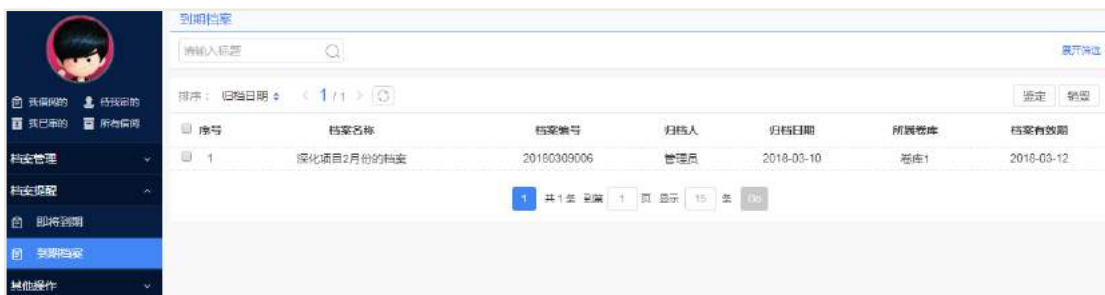 到期档案
请输入标题
展开筛选
我借阅的 待我审的
我已审的 所有借阅
排序： 归档日期 < 1 / 1 >
鉴定 销毁
序号 档案名称 档案编号 归档人 归档日期 所属卷库 档案有效期
1 深化项目2月份的档案 20180309006 管理员 2018-03-10 卷库1 2018-03-12
1 共1条 到第 1 页 显示 15 条 Go
档案管理
档案提醒
即将到期
到期档案
其他操作